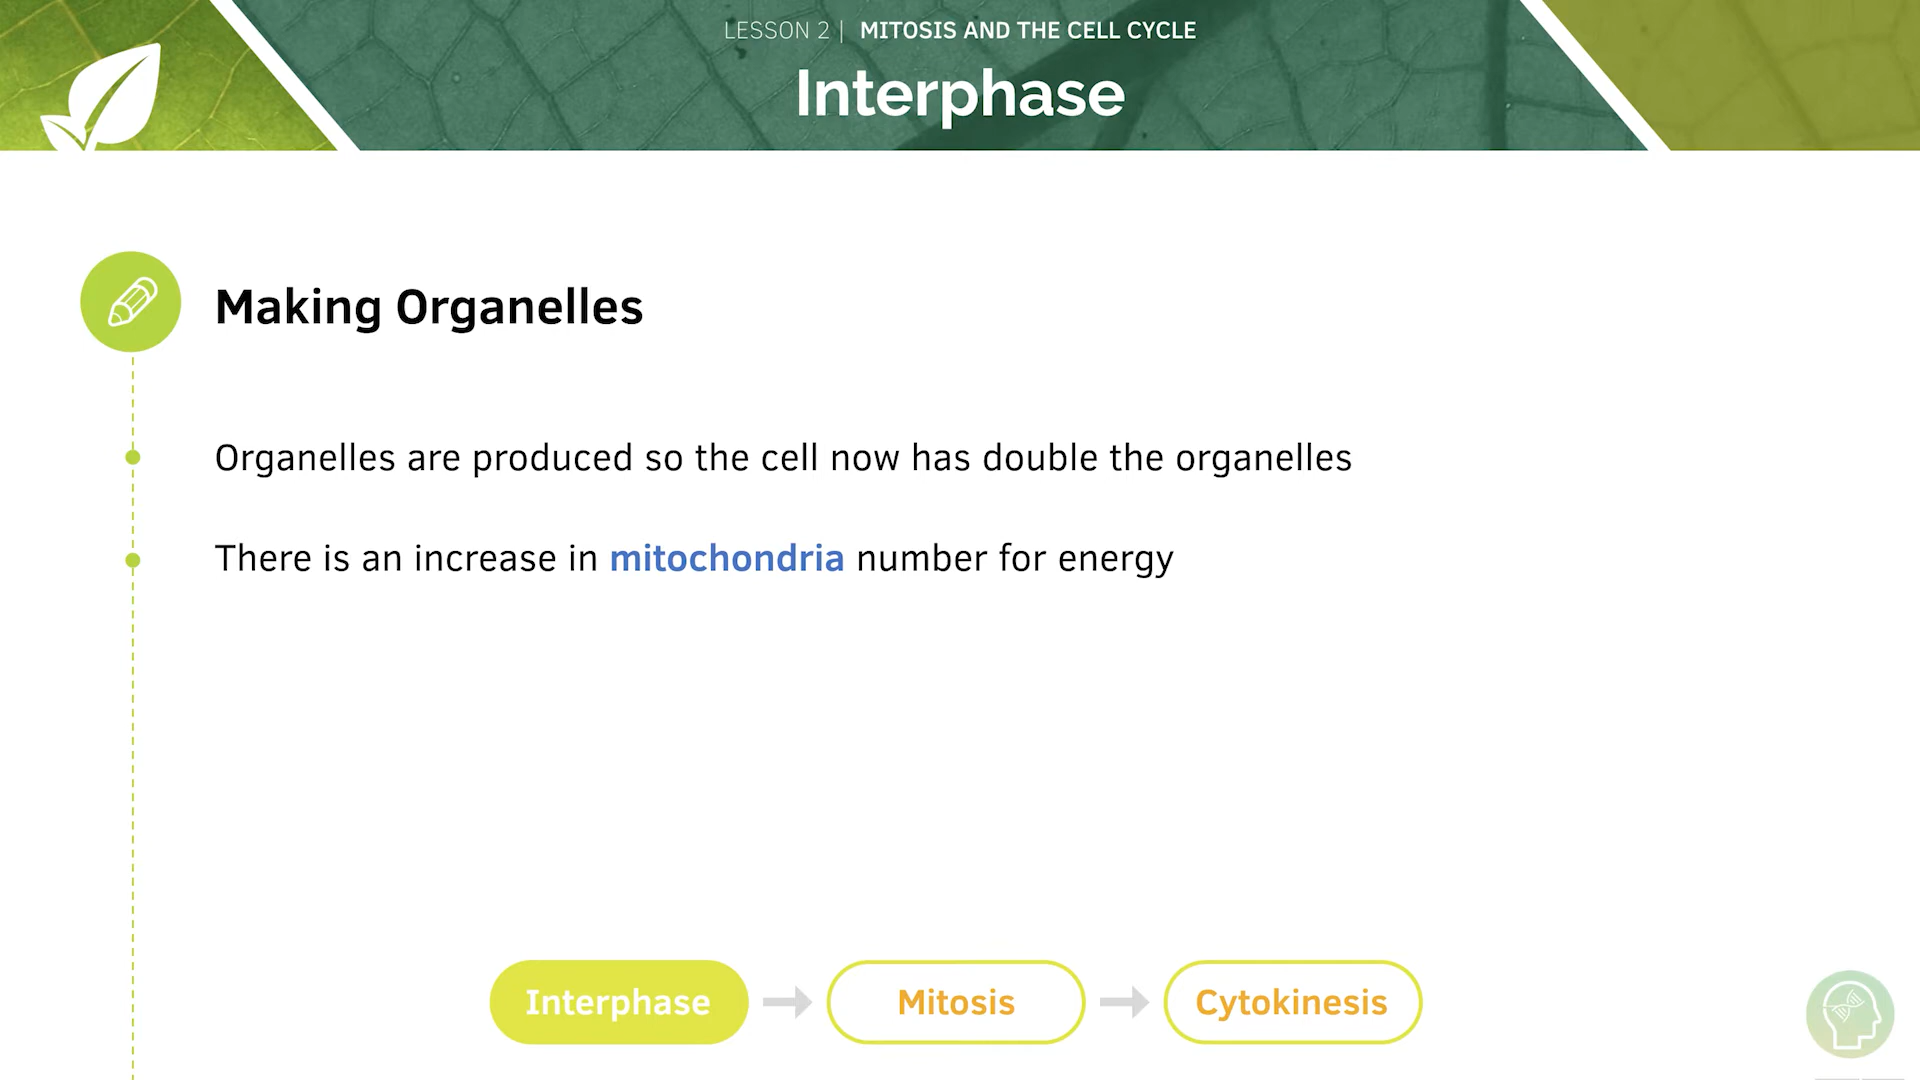 LESSON 2 | MITOSIS AND THE CELL CYCLE
Interphase
Making Organelles
Organelles are produced so the cell now has double the organelles
There is an increase in mitochondria number for energy
Interphase
Mitosis
Cytokinesis